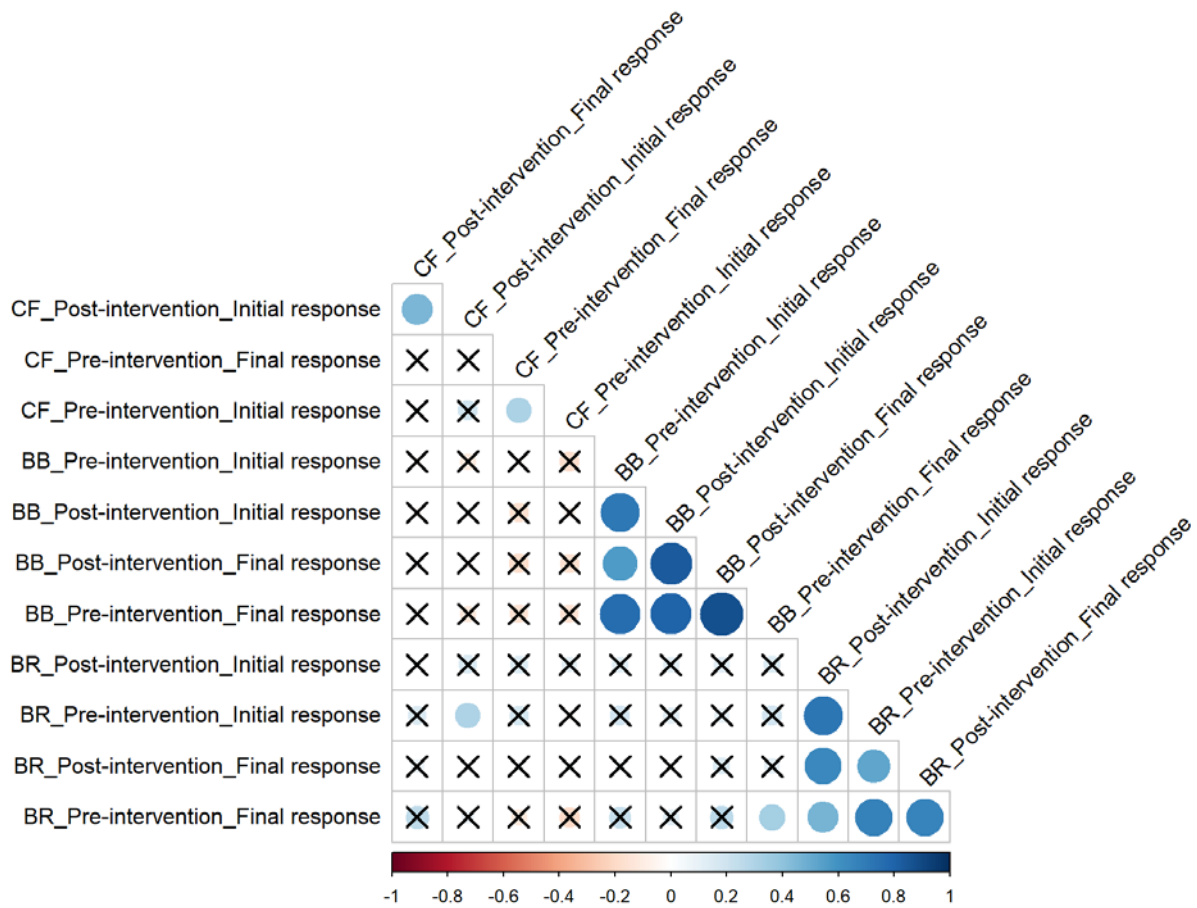 CF_Post-intervention_Final response
CF_Post-intervention_Initial response
CF_Pre-intervention_Final response
CF_Pre-intervention_Initial response
BB_Pre-intervention_Initial response
BB_Post-intervention_Initial response
BB_Post-intervention_Final response
BB_Pre-intervention_Final response
BR_Post-intervention_Initial response
BR_Pre-intervention_Initial response
BR_Post-intervention_Final response
CF_Post-intervention_Initial response
CF_Pre-intervention_Final response
CF_Pre-intervention_Initial response
BB_Pre-intervention_Initial response
BB_Post-intervention_Initial response
BB_Post-intervention_Final response
BB_Pre-intervention_Final response
BR_Post-intervention_Initial response
BR_Pre-intervention_Initial response
BR_Post-intervention_Final response
BR_Pre-intervention_Final response
-1 -0.8 -0.6 -0.4 -0.2 0 0.2 0.4 0.6 0.8 1